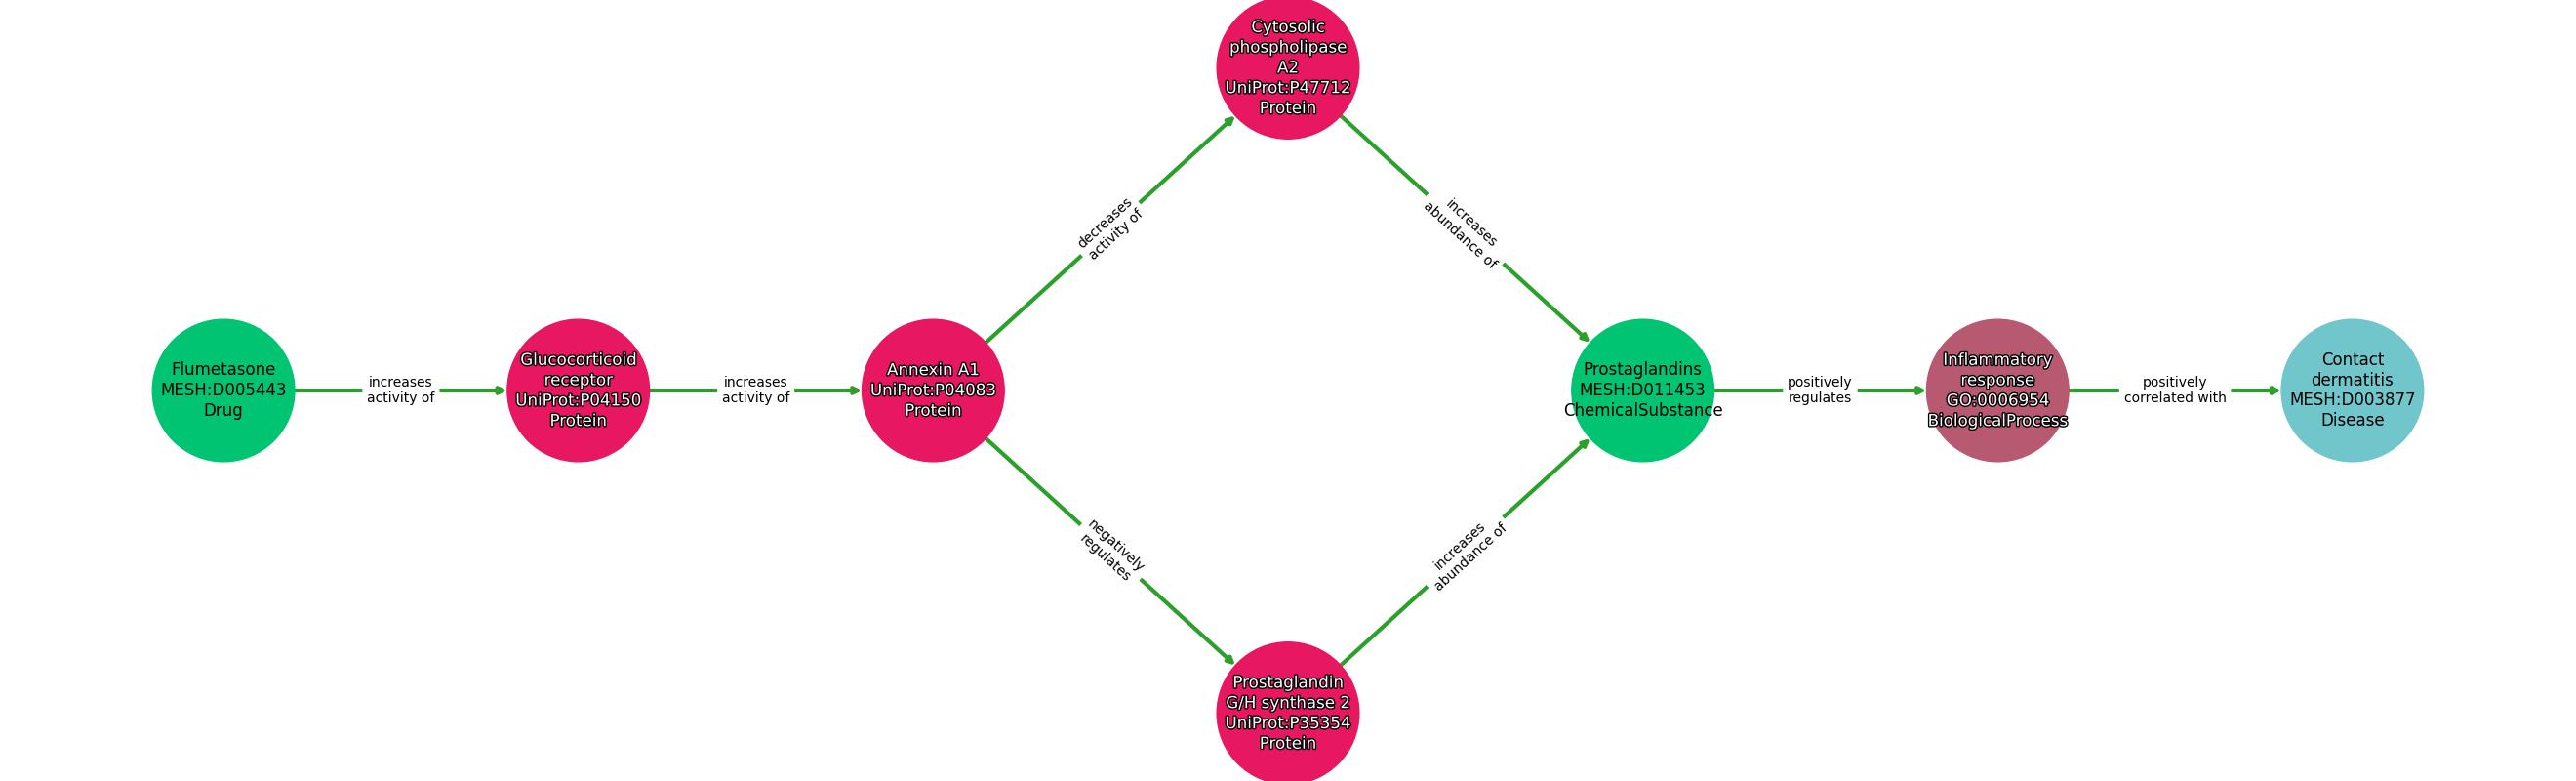 Cytosolic
phospholipase
A2
UniProt:P47712
Protein
decreases
activity of
increases
abundance of
Flumetasone
MESH:D005443
Drug
increases
activity of
Glucocorticoid
receptor
UniProt:P04150
Protein
increases
activity of
Annexin A1
UniProt:P04083
Protein
Prostaglandins
MESH:D011453
ChemicalSubstance
positively
regulates
Inflammatory
response
GO:0006954
BiologicalProcess
positively
correlated with
Contact
dermatitis
MESH:D003877
Disease
negatively
regulates
increases
abundance of
Prostaglandin
G/H synthase 2
UniProt:P35354
Protein